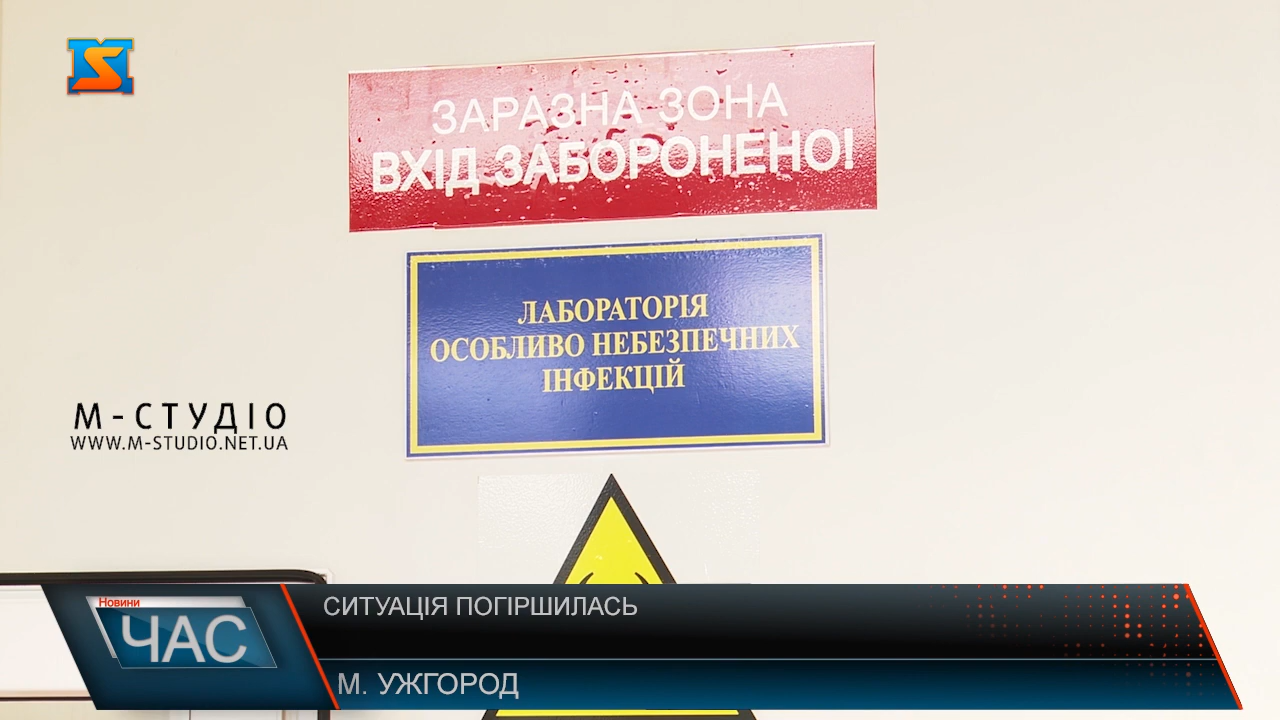 ЗАРАЗНА ЗОНА
ВХІД ЗАБОРОНЕНО!
ЛАБОРАТОРІЯ
ОСОБЛИВО НЕБЕЗПЕЧНИХ
ІНФЕКЦІЙ
М-СТУДІО
WWW.M-STUDIO.NET.UA
Новини
ЧАС
СИТУАЦІЯ ПОГІРШИЛАСЬ
М. УЖГОРОД